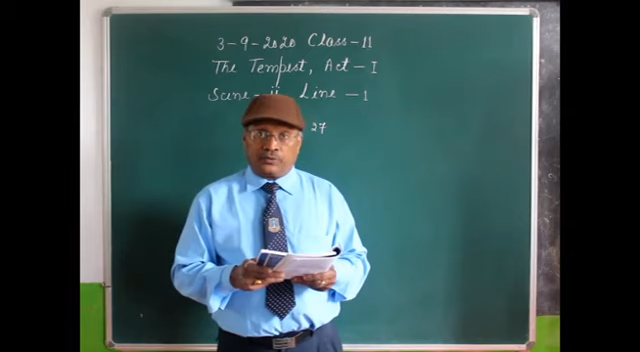 3-9-2020 Class-11
The Tempest, Act-I
Scene-ii Line-1
27